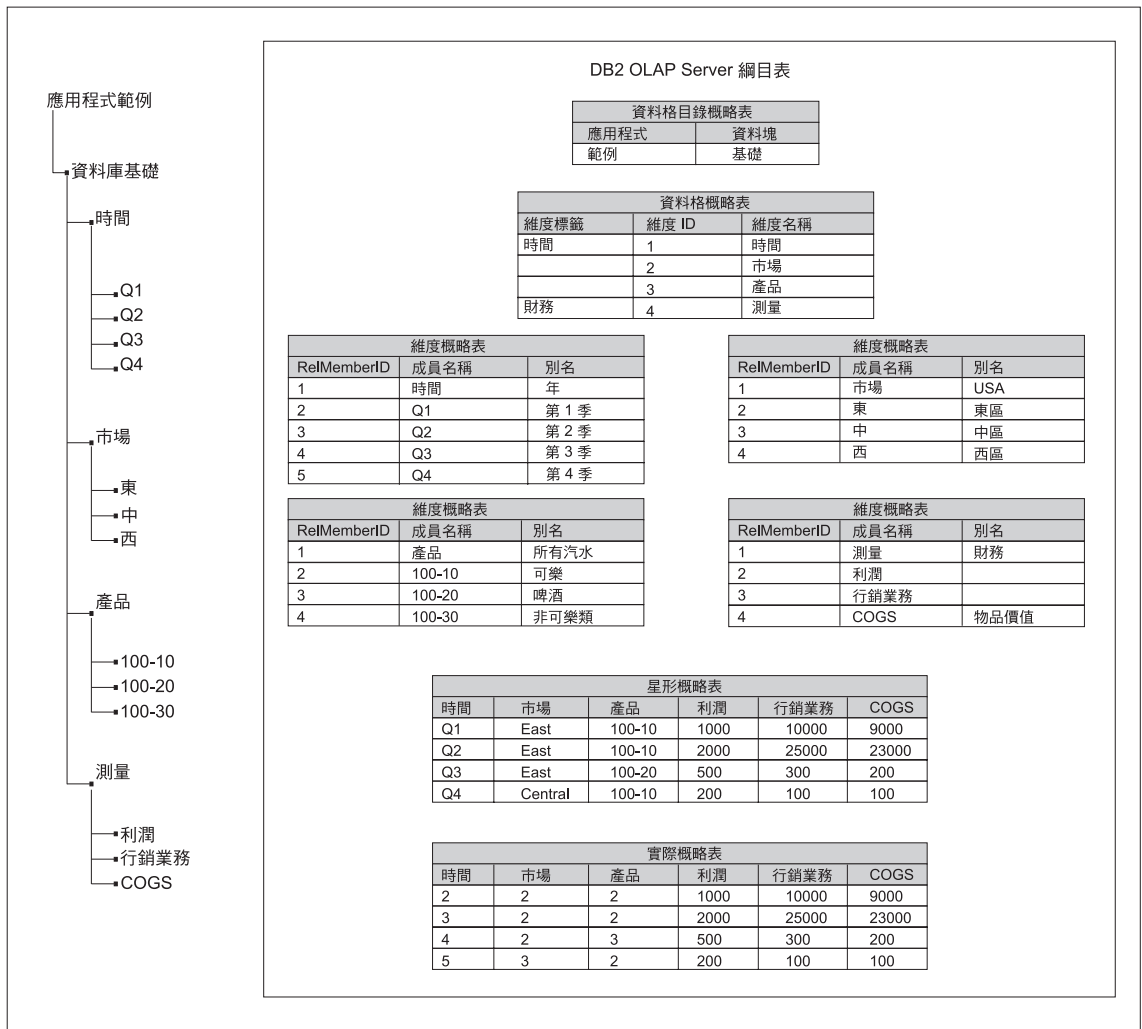 應用程式範例
資料庫基礎
時間
Q1
Q2
Q3
Q4
市場
東
中
西
產品
100-10
100-20
100-30
測量
利潤
行銷業務
COGS
DB2 OLAP Server 綱目表
資料格目錄概略表
應用程式 資料塊
範例 基礎
資料格概略表
維度標籤 維度 ID 維度名稱
時間 1 時間
2 市場
3 產品
財務 4 測量
維度概略表
RelMemberID 成員名稱 別名
1 時間 年
2 Q1 第 1 季
3 Q2 第 2 季
4 Q3 第 3 季
5 Q4 第 4 季
維度概略表
RelMemberID 成員名稱 別名
1 市場 USA
2 東 東區
3 中 中區
4 西 西區
維度概略表
RelMemberID 成員名稱 別名
1 產品 所有汽水
2 100-10 可樂
3 100-20 啤酒
4 100-30 非可樂類
維度概略表
RelMemberID 成員名稱 別名
1 測量 財務
2 利潤
3 行銷業務
4 COGS 物品價值
星形概略表
時間 市場 產品 利潤 行銷業務 COGS
Q1 East 100-10 1000 10000 9000
Q2 East 100-10 2000 25000 23000
Q3 East 100-20 500 300 200
Q4 Central 100-10 200 100 100
實際概略表
時間 市場 產品 利潤 行銷業務 COGS
2 2 2 1000 10000 9000
3 2 2 2000 25000 23000
4 2 3 500 300 200
5 3 2 200 100 100